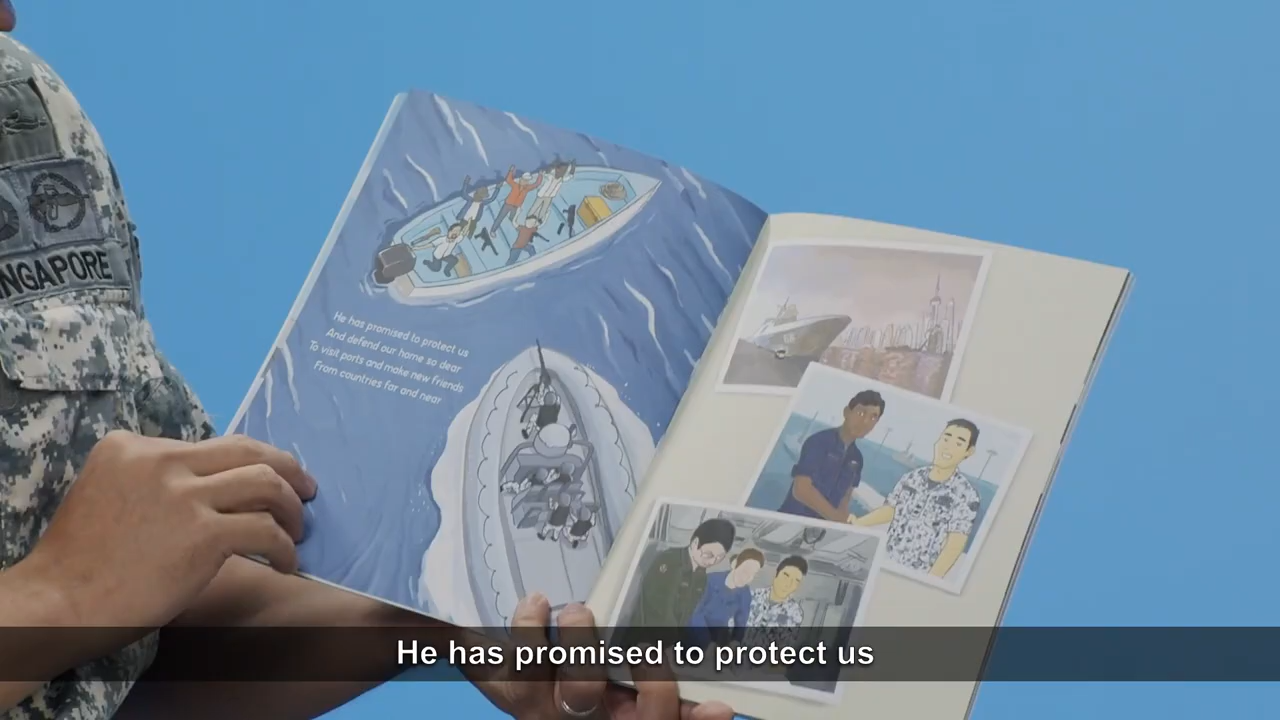 NGAPORE
He has promised to protect us
And defend our home so dear
To visit ports and make new friends
From countries far and near
He has promised to protect us